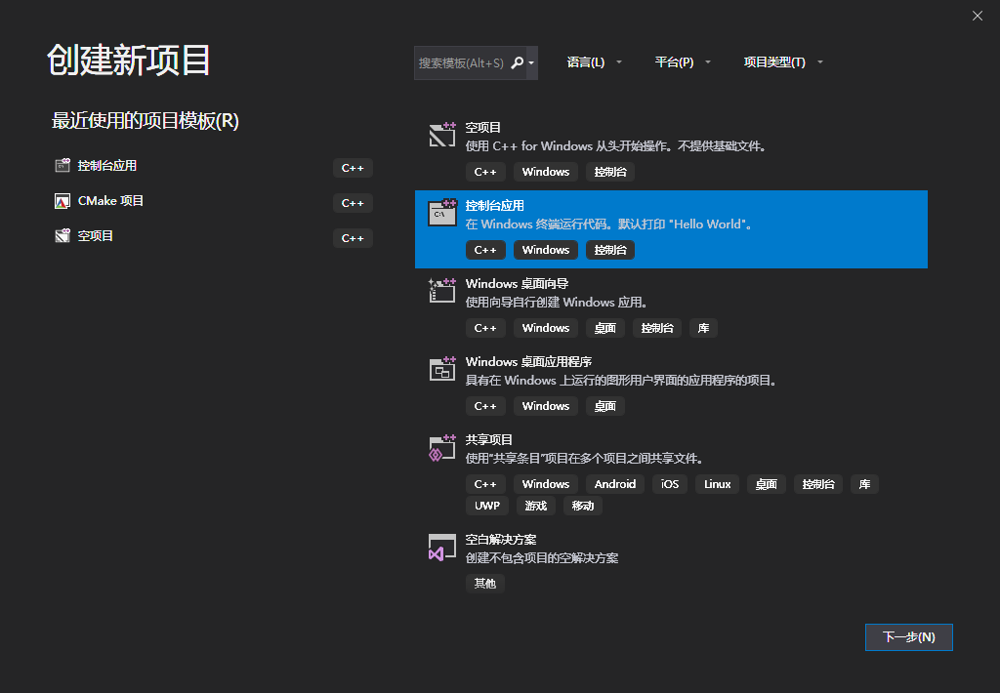 创建新项目
搜索模板(Alt+S)
语言(L)
平台(P)
项目类型(T)
最近使用的项目模板(R)
控制台应用 C++
CMake 项目 C++
空项目 C++
空项目
使用 C++ for Windows 从头开始操作。不提供基础文件。
C++ Windows 控制台
C:\
控制台应用
在 Windows 终端运行代码。默认打印 "Hello World"。
C++ Windows 控制台
Windows 桌面向导
使用向导自行创建 Windows 应用。
C++ Windows 桌面 控制台 库
Windows 桌面应用程序
具有在 Windows 上运行的图形用户界面的应用程序的项目。
C++ Windows 桌面
共享项目
使用"共享条目"项目在多个项目之间共享文件。
C++ Windows Android iOS Linux 桌面 控制台 库
UWP 游戏 移动
空白解决方案
创建不包含项目的空解决方案
其他
下一步(N)